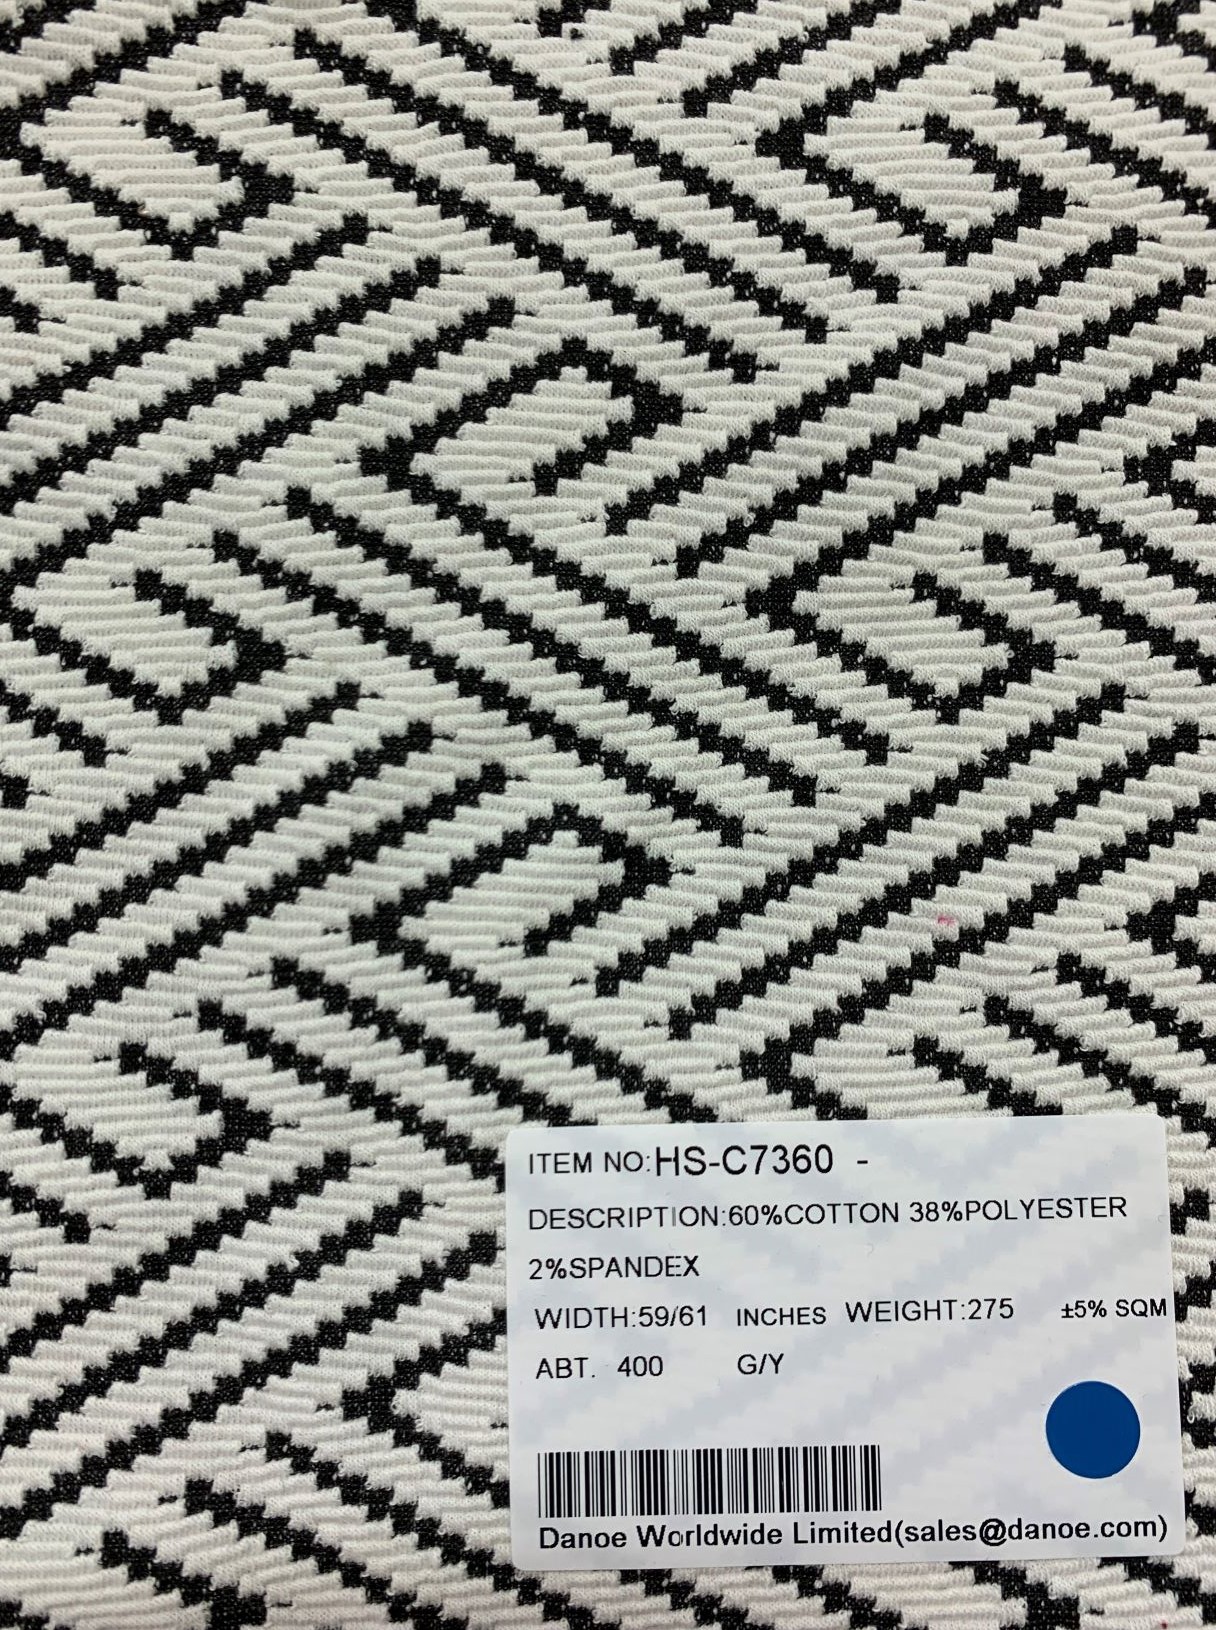 ITEM NO:HS-C7360 -
DESCRIPTION:60%COTTON 38%POLYESTER
2%SPANDEX
WIDTH:59/61 INCHES WEIGHT:275 ±5% SQM
ABT. 400 G/Y
Danoe Worldwide Limited(sales@danoe.com)